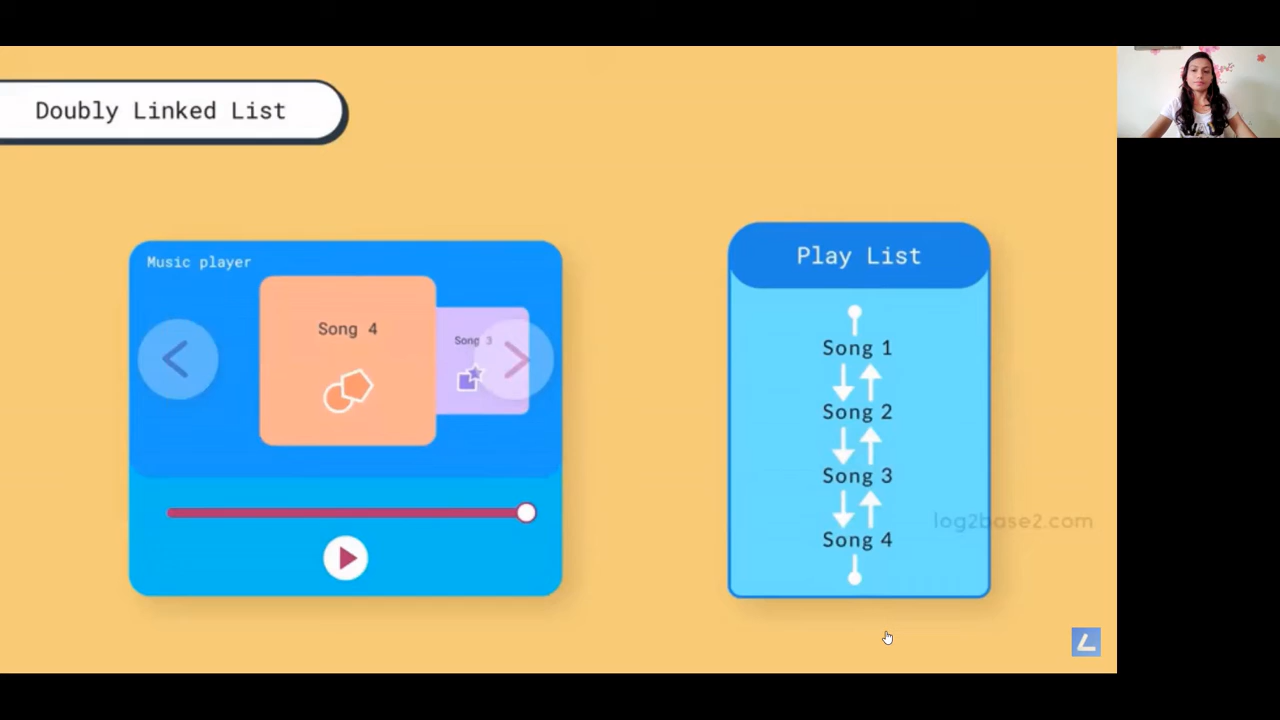 Doubly Linked List
Music player
Song 4
Song 3
Play List
Song 1
Song 2
Song 3
Song 4
log2base2.com